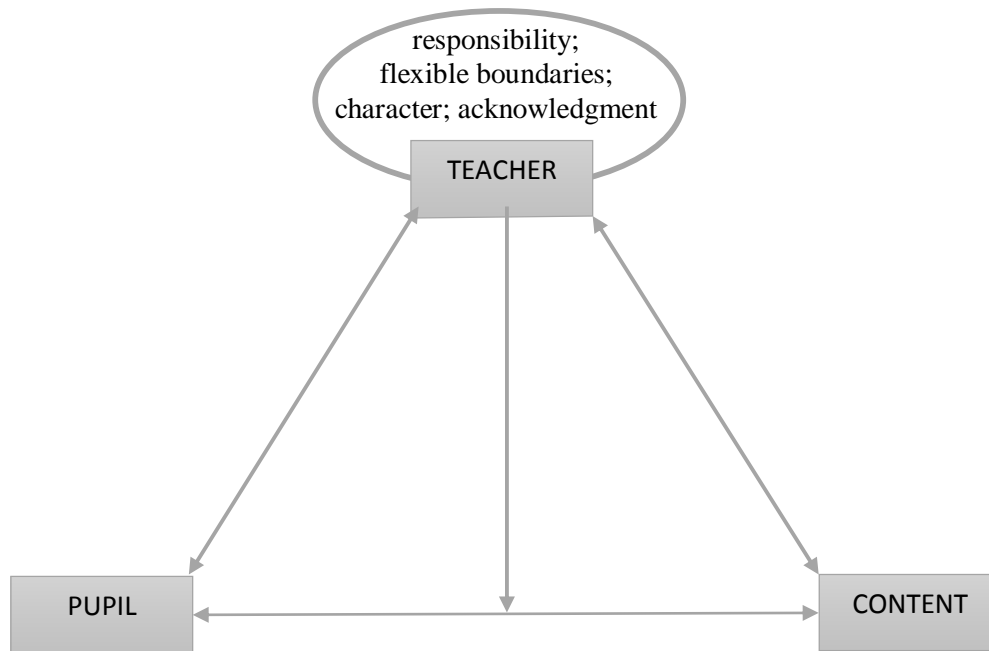 responsibility;
flexible boundaries;
character; acknowledgment
TEACHER
PUPIL
CONTENT